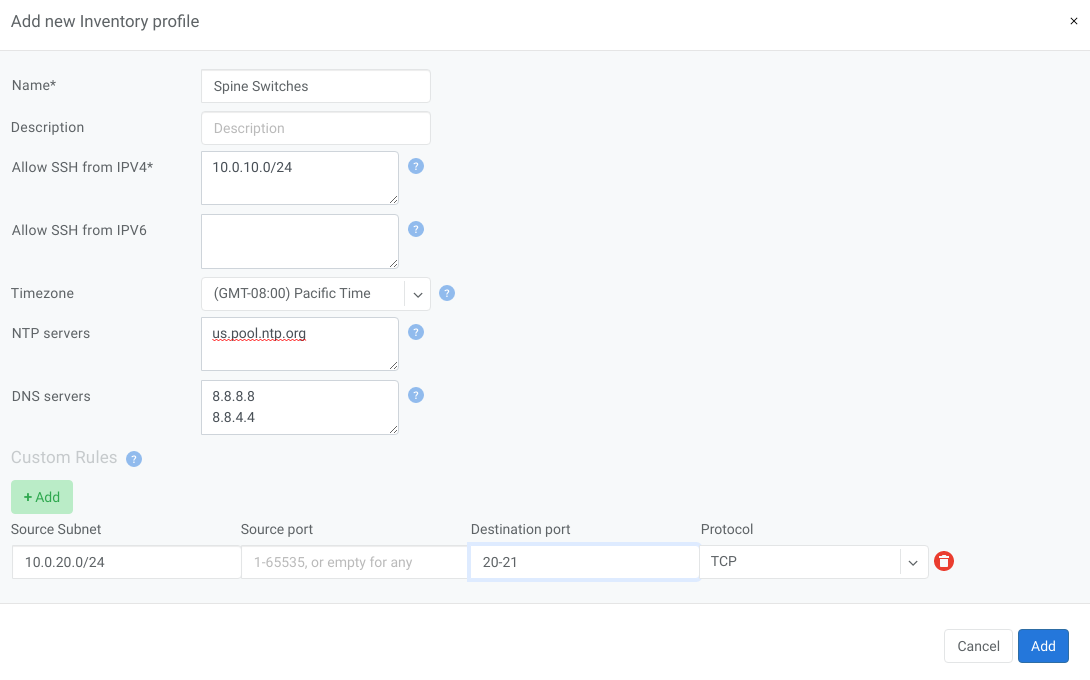 Add new Inventory profile ×
Name* Spine Switches
Description Description
Allow SSH from IPV4* 10.0.10.0/24 ?
Allow SSH from IPV6 ?
Timezone (GMT-08:00) Pacific Time ?
NTP servers us.pool.ntp.org ?
DNS servers 8.8.8.8 ?
8.8.4.4
Custom Rules ?
+ Add
Source Subnet Source port Destination port Protocol
10.0.20.0/24 1-65535, or empty for any 20-21 TCP
Cancel Add